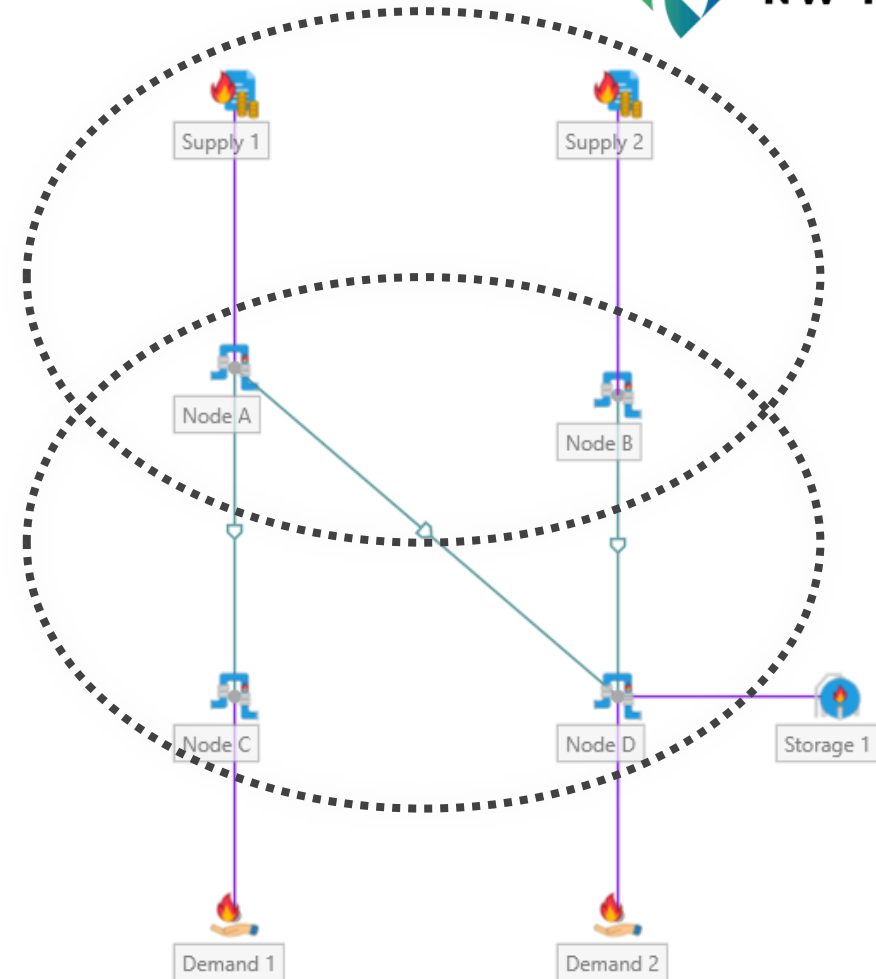 Supply 1
Supply 2
Node A
Node B
Node C
Node D
Storage 1
Demand 1
Demand 2